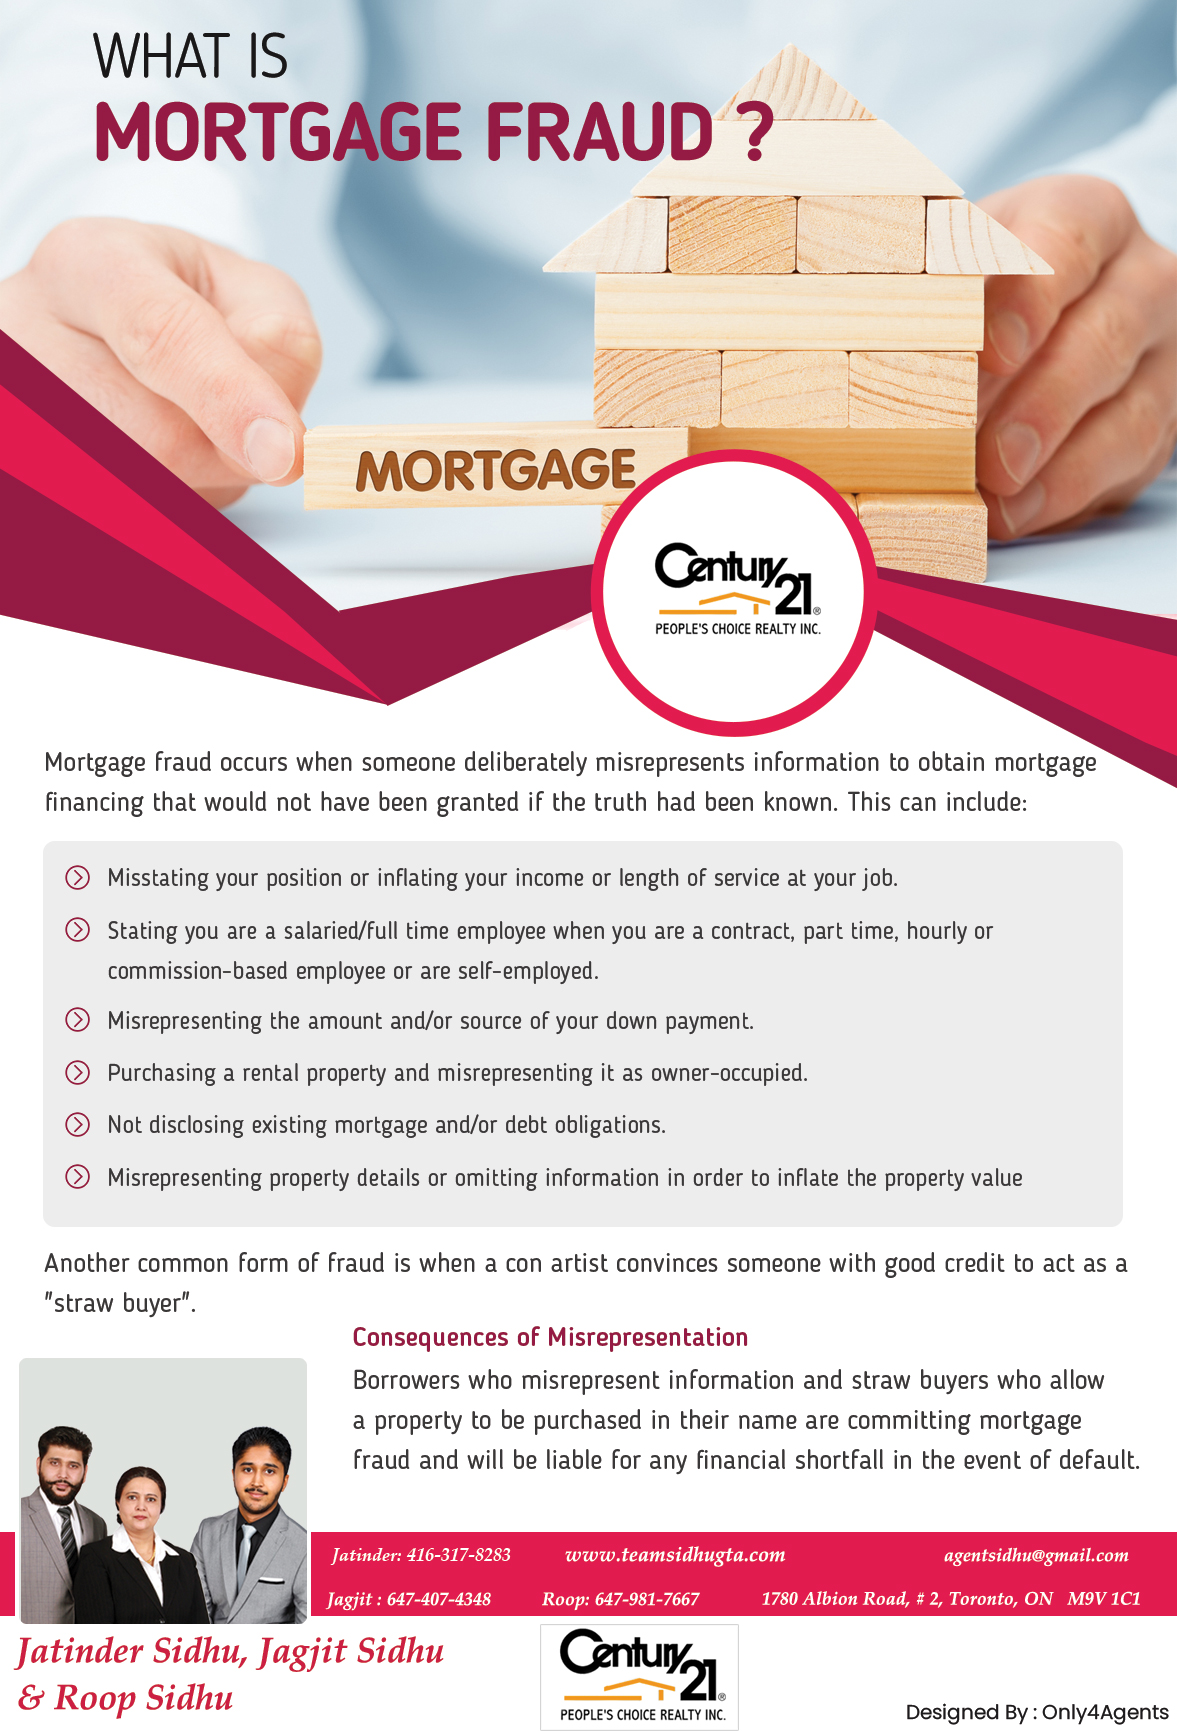 WHAT IS
MORTGAGE FRAUD ?
MORTGAGE
Century 21®
PEOPLE'S CHOICE REALTY INC.
Mortgage fraud occurs when someone deliberately misrepresents information to obtain mortgage
financing that would not have been granted if the truth had been known. This can include:
Misstating your position or inflating your income or length of service at your job.
Stating you are a salaried/full time employee when you are a contract, part time, hourly or
commission-based employee or are self-employed.
Misrepresenting the amount and/or source of your down payment.
Purchasing a rental property and misrepresenting it as owner-occupied.
Not disclosing existing mortgage and/or debt obligations.
Misrepresenting property details or omitting information in order to inflate the property value
Another common form of fraud is when a con artist convinces someone with good credit to act as a
"straw buyer".
Consequences of Misrepresentation
Borrowers who misrepresent information and straw buyers who allow
a property to be purchased in their name are committing mortgage
fraud and will be liable for any financial shortfall in the event of default.
Jatinder: 416-317-8283 www.teamsidhugta.com agentsidhu@gmail.com
Jagjit : 647-407-4348 Roop: 647-981-7667 1780 Albion Road, # 2, Toronto, ON M9V 1C1
Jatinder Sidhu, Jagjit Sidhu
& Roop Sidhu
Century 21®
PEOPLE'S CHOICE REALTY INC.
Designed By : Only4Agents